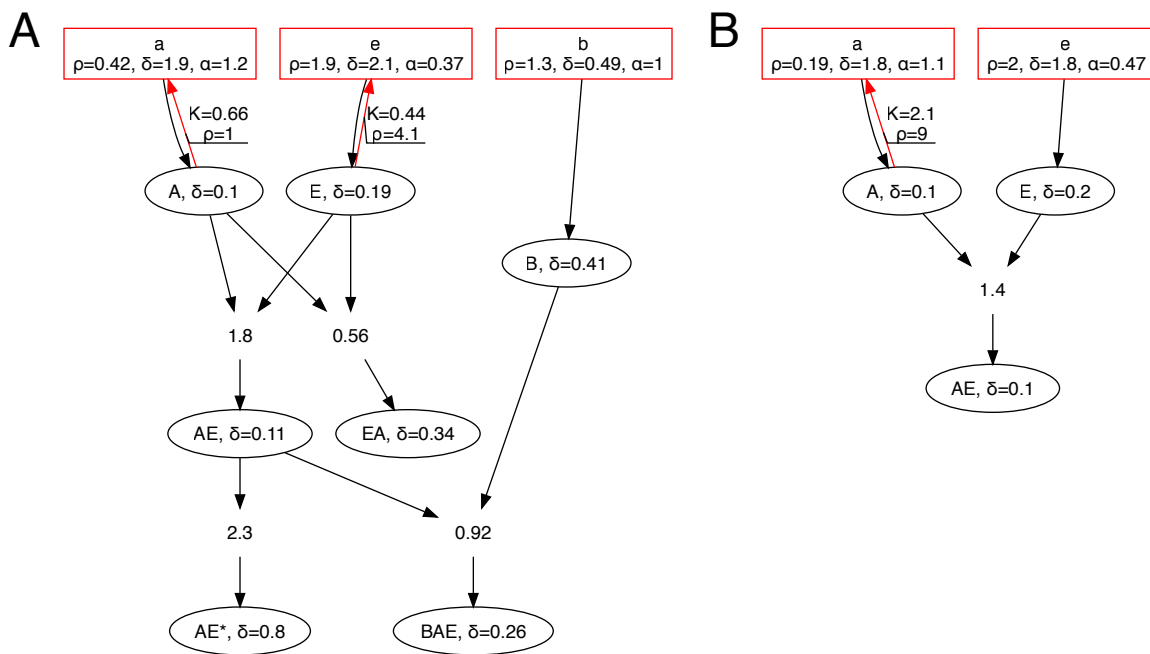 A
a
ρ=0.42, δ=1.9, α=1.2
e
ρ=1.9, δ=2.1, α=0.37
b
ρ=1.3, δ=0.49, α=1
K=0.66
ρ=1
K=0.44
ρ=4.1
A, δ=0.1
E, δ=0.19
B, δ=0.41
1.8
0.56
AE, δ=0.11
EA, δ=0.34
2.3
0.92
AE*, δ=0.8
BAE, δ=0.26
B
a
ρ=0.19, δ=1.8, α=1.1
e
ρ=2, δ=1.8, α=0.47
K=2.1
ρ=9
A, δ=0.1
E, δ=0.2
1.4
AE, δ=0.1